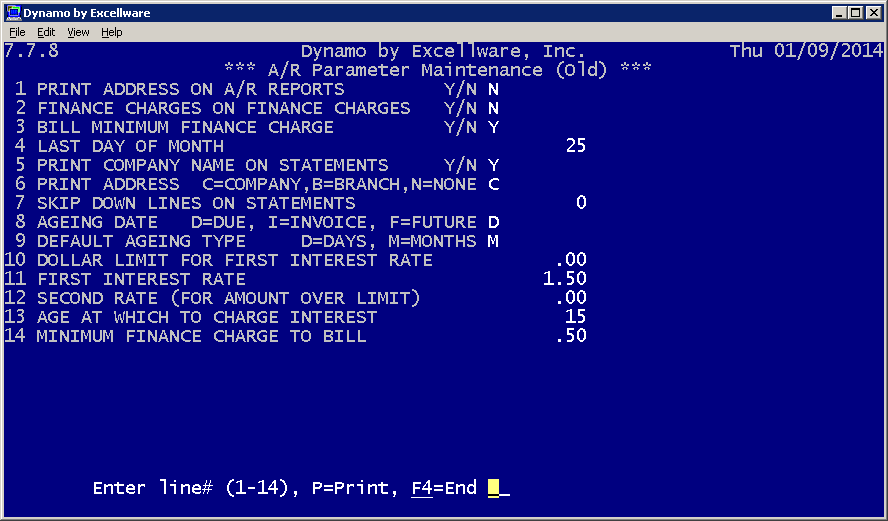 Dynamo by Excellware
File Edit View Help
7.7.8 Dynamo by Excellware, Inc. Thu 01/09/2014
*** A/R Parameter Maintenance (Old) ***
1 PRINT ADDRESS ON A/R REPORTS Y/N N
2 FINANCE CHARGES ON FINANCE CHARGES Y/N N
3 BILL MINIMUM FINANCE CHARGE Y/N Y
4 LAST DAY OF MONTH 25
5 PRINT COMPANY NAME ON STATEMENTS Y/N Y
6 PRINT ADDRESS C=COMPANY,B=BRANCH,N=NONE C
7 SKIP DOWN LINES ON STATEMENTS 0
8 AGEING DATE D=DUE, I=INVOICE, F=FUTURE D
9 DEFAULT AGEING TYPE D=DAYS, M=MONTHS M
10 DOLLAR LIMIT FOR FIRST INTEREST RATE .00
11 FIRST INTEREST RATE 1.50
12 SECOND RATE (FOR AMOUNT OVER LIMIT) .00
13 AGE AT WHICH TO CHARGE INTEREST 15
14 MINIMUM FINANCE CHARGE TO BILL .50
Enter line# (1-14), P=Print, F4=End _